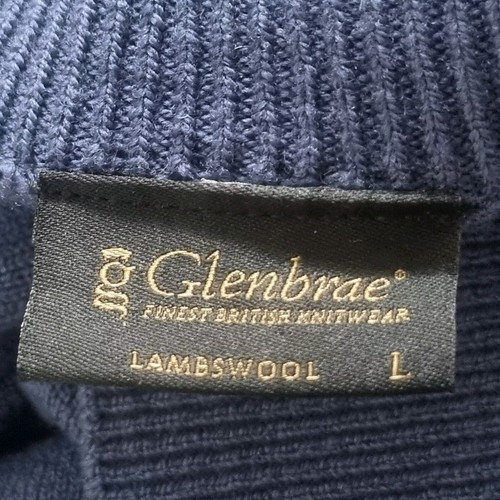 Glenbrae®
FINEST BRITISH KNITWEAR
LAMBSWOOL L